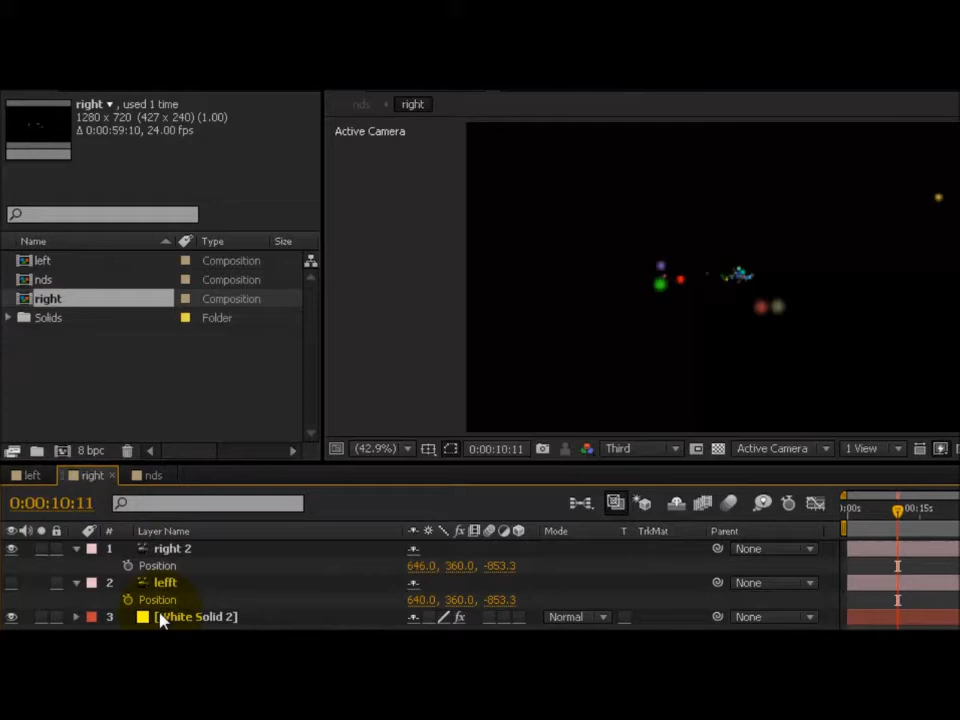 right ▼, used 1 time
1280 x 720 (427 x 240) (1.00)
Δ 0:00:59:10, 24.00 fps
Name Type Size
left Composition
nds Composition
right Composition
Solids Folder
8 bpc
nds right
Active Camera
(42.9%) 0:00:10:11 Third Active Camera 1 View
left right × nds
0:00:10:11
:00s 00:15s
# Layer Name Mode T TrkMat Parent
1 right 2 None
Position 646.0, 360.0, -853.3
2 lefft None
Position 640.0, 360.0, -853.3
3 [White Solid 2] Normal None